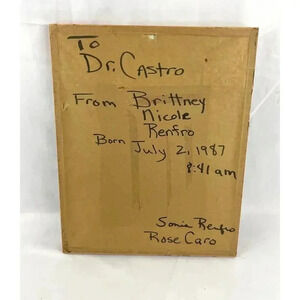 To
Dr. Castro
From Brittney
Nicole
Renfro
Born July 2, 1987
8:41 am
Sonia Renfro
Rose Caro